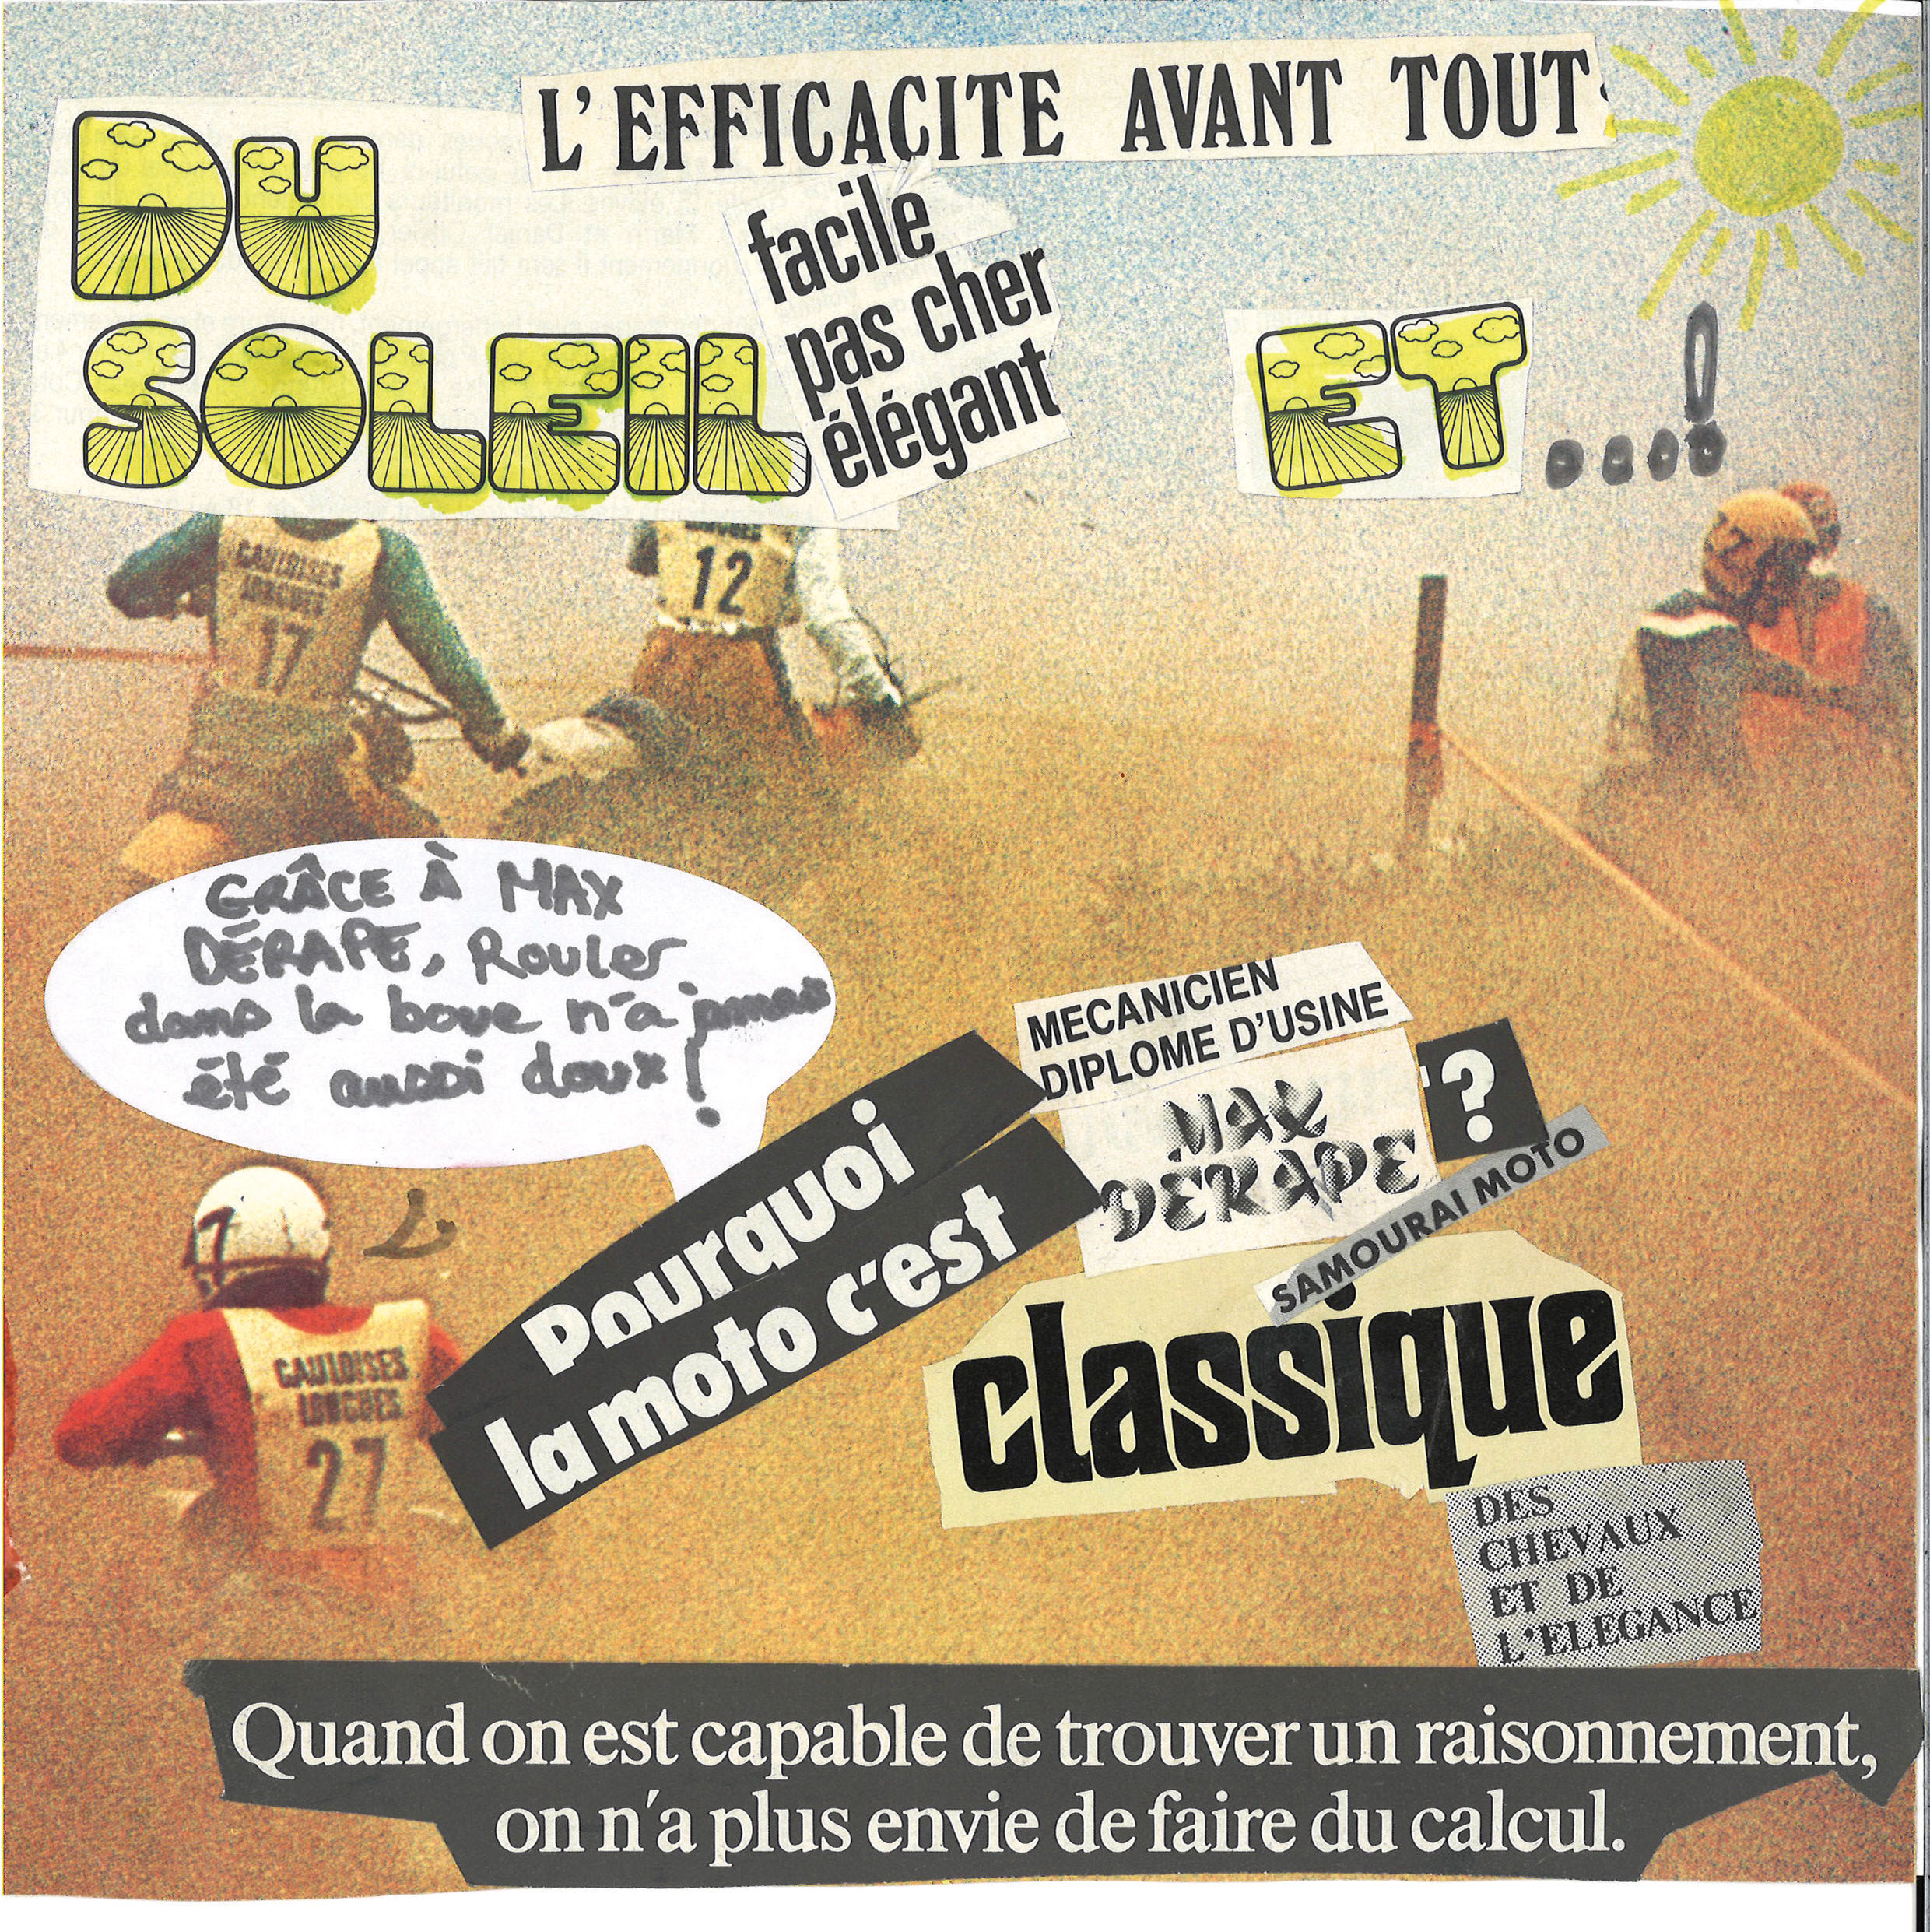 L'EFFICACITE AVANT TOUT
DU
SOLEIL
facile
pas cher
élégant
ET....!
GAULOISES
17
12
GRÂCE À MAX
DÉRAPE, Rouler
dans la boue n'a jamais
été aussi doux!
MECANICIEN
DIPLOME D'USINE
MAX
DERAPE
?
SAMOURAI MOTO
Pourquoi
la moto c'est
classique
7
GAULOISES
LONGUES
27
DES
CHEVAUX
ET DE
L'ELEGANCE
Quand on est capable de trouver un raisonnement,
on n'a plus envie de faire du calcul.